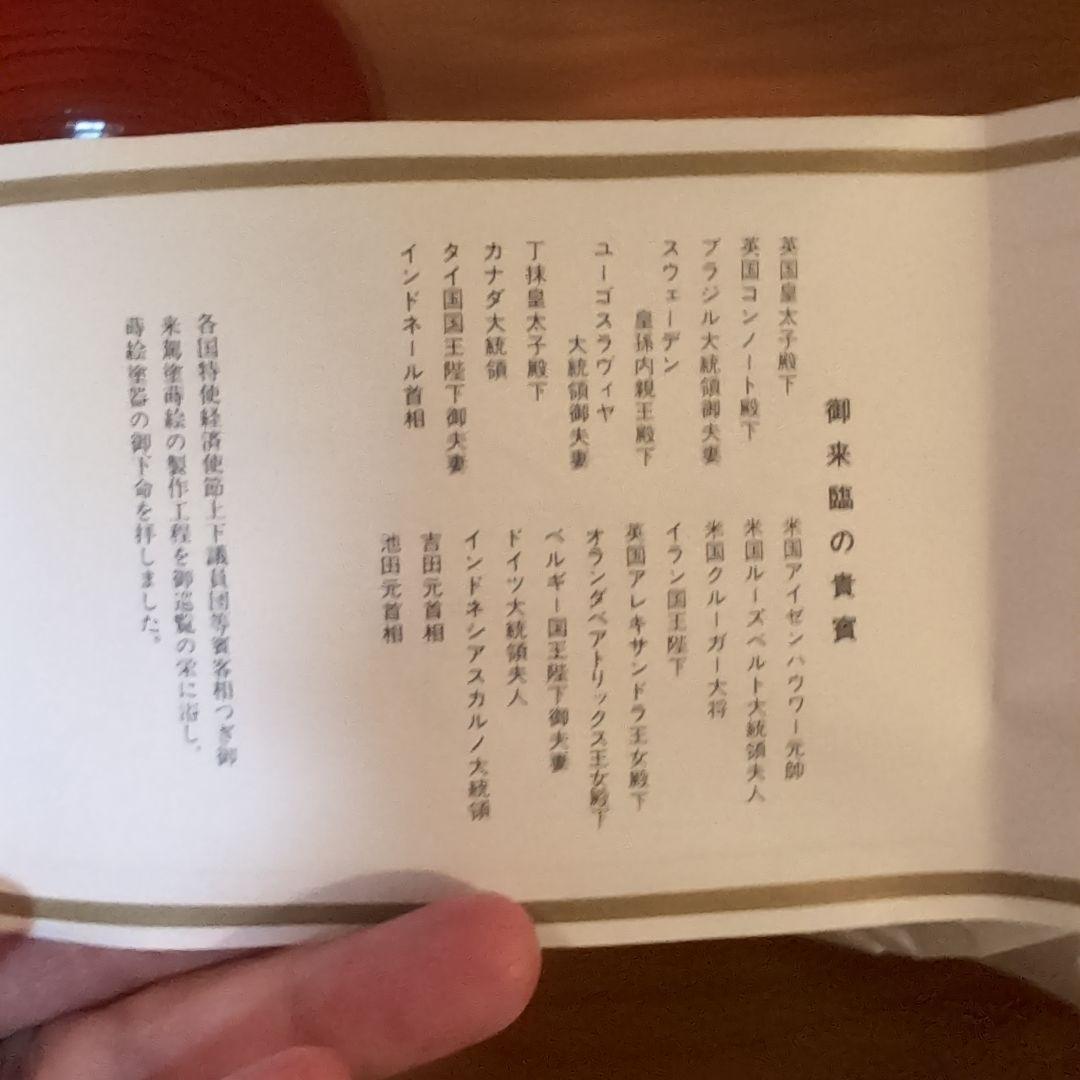 御来臨の貴賓
英国皇太子殿下
英国コンノート殿下
ブラジル大統領御夫妻
スウェーデン
皇孫内親王殿下
ユーゴスラヴィヤ
大統領御夫妻
丁抹皇太子殿下
カナダ大統領
タイ国国王陛下御夫妻
インドネール首相
米国アイゼンハウワー元帥
米国ルーズベルト大統領夫人
米国クルーガー大将
イラン国王陛下
英国アレキサンドラ王女殿下
オランダベアトリックス王女殿下
ベルギー国王陛下御夫妻
ドイツ大統領夫人
インドネシアスカルノ大統領
吉田元首相
池田元首相
各国特使経済使節上下議員団等賓客相つぎ御
来駕塗蒔絵の製作工程を御巡覧の栄に浴し、
蒔絵塗器の御下命を拝しました。